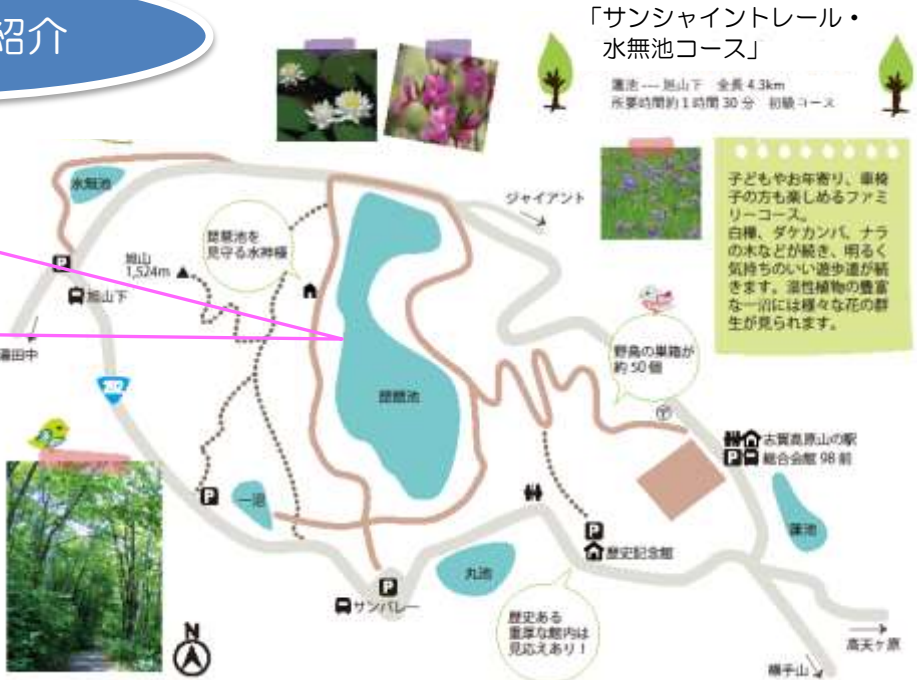 紹介
「サンシャイントレール・
水無池コース」
蓮池 --- 旭山下 全長 4.3km
所要時間約 1 時間 30 分 初級コース
子どもやお年寄り、車椅
子の方も楽しめるファミ
リーコース。
白樺、ダケカンバ、ナラ
の木などが続き、明るく
気持ちのいい遊歩道が続
きます。湿性植物の豊富
な一沼には様々な花の群
生が見られます。
水無池
琵琶池を
見守る水神様
ジャイアント
旭山
1,524m
P
旭山下
湯田中
292
琵琶池
野鳥の巣箱が
約 50 個
志賀高原山の駅
P
総合会館 98 前
P
一沼
蓮池
P
歴史記念館
丸池
P
サンバレー
歴史ある
重厚な館内は
見応えあり！
N
高天ヶ原
横手山